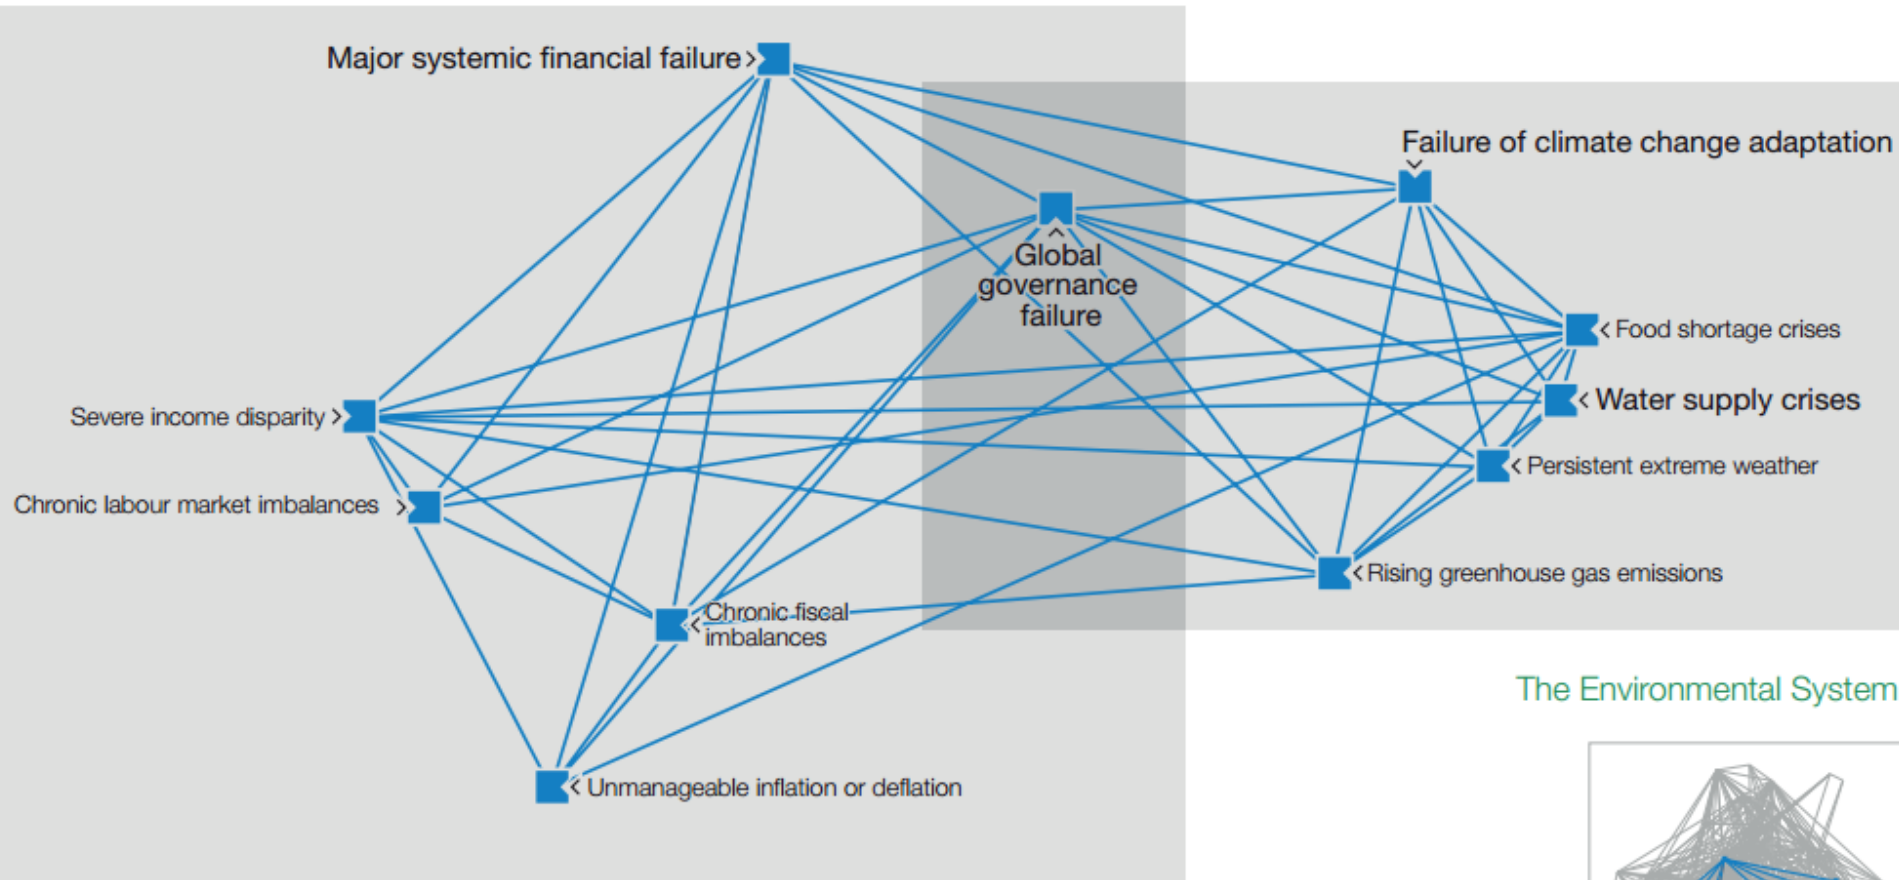 Major systemic financial failure
Failure of climate change adaptation
Global
governance
failure
Food shortage crises
Water supply crises
Severe income disparity
Persistent extreme weather
Chronic labour market imbalances
Rising greenhouse gas emissions
Chronic fiscal
imbalances
The Environmental System
Unmanageable inflation or deflation